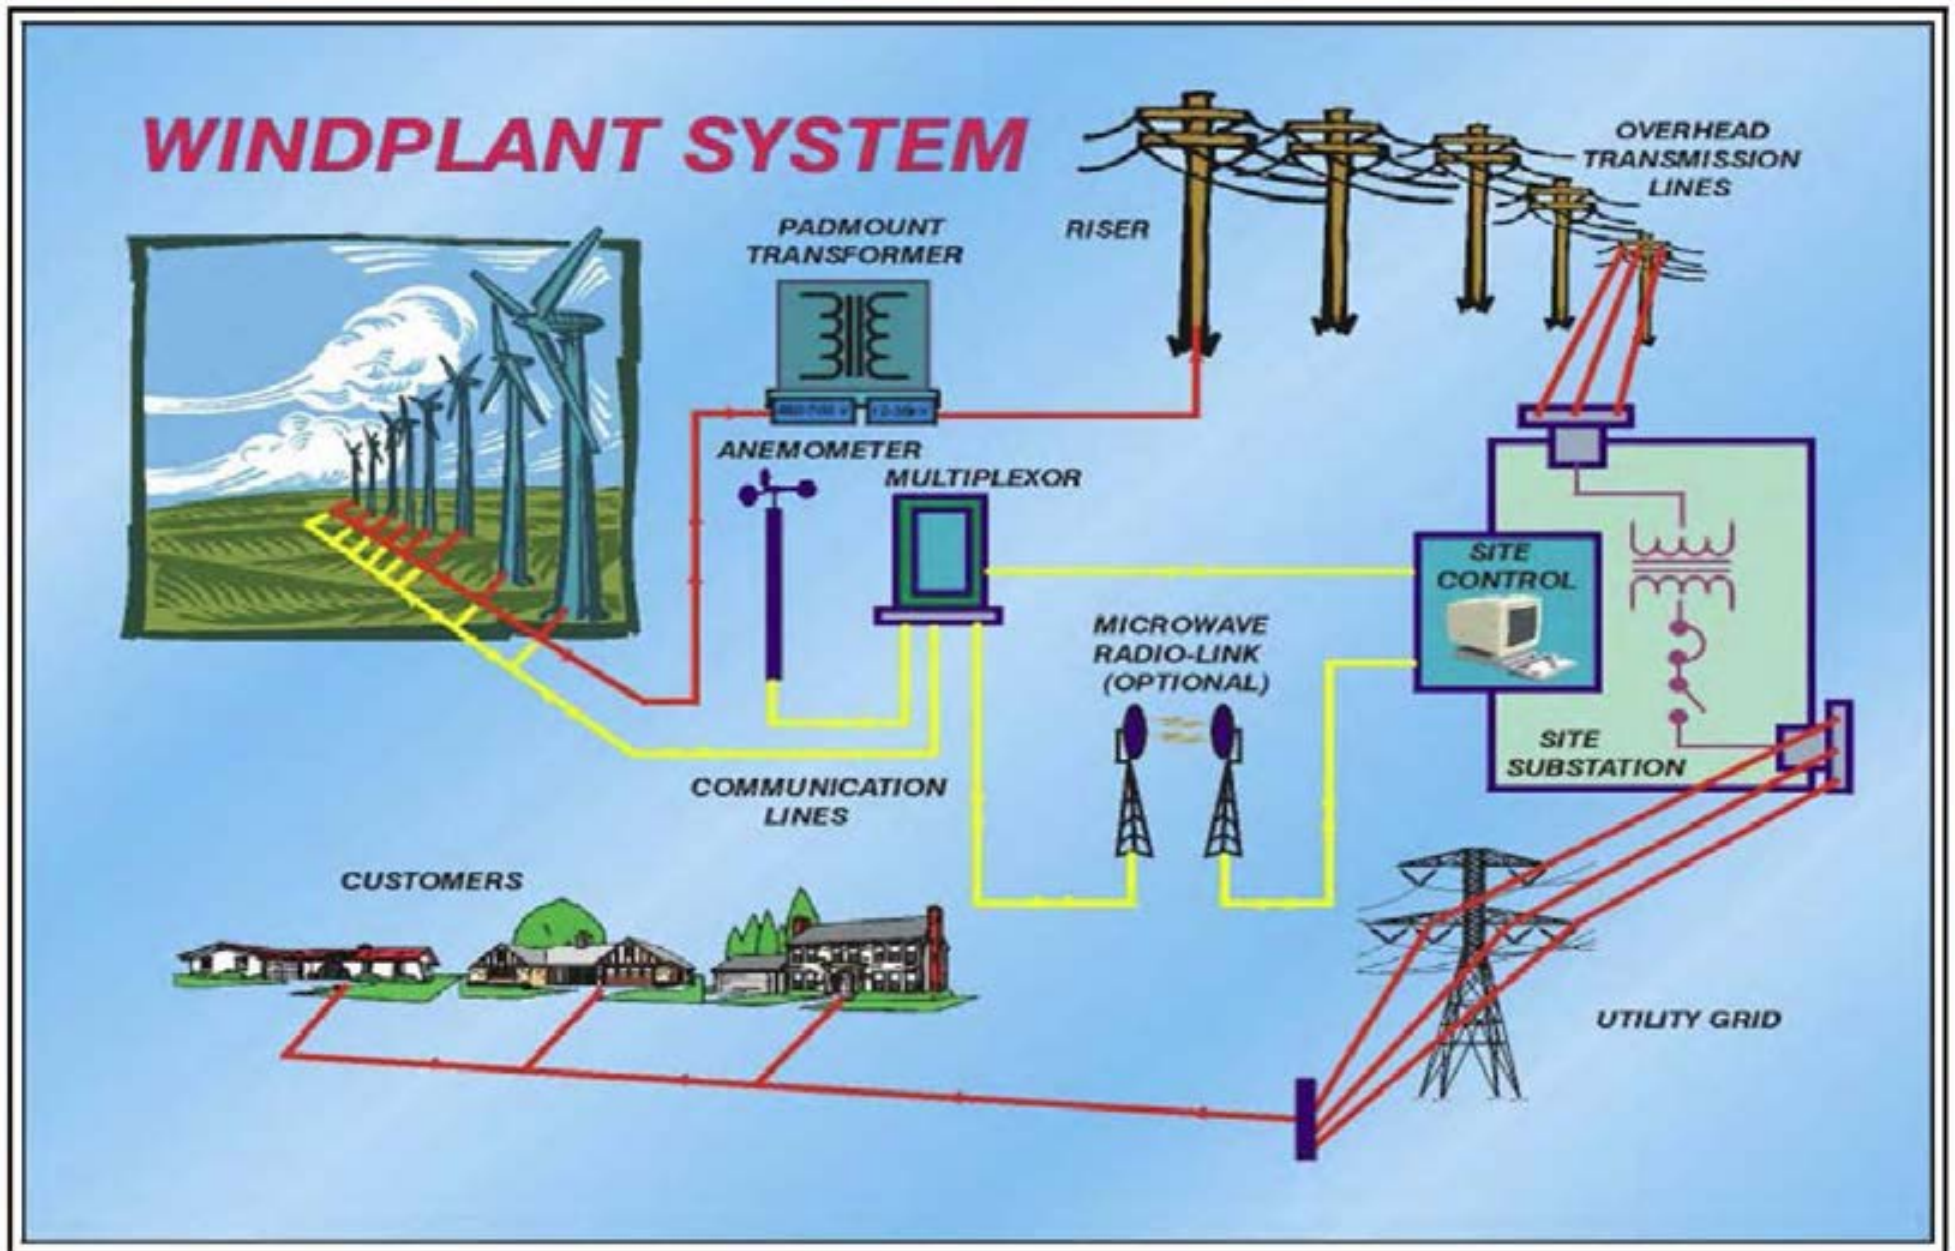 WINDPLANT SYSTEM
OVERHEAD
TRANSMISSION
LINES
PADMOUNT
TRANSFORMER
RISER
ANEMOMETER
MULTIPLEXOR
SITE
CONTROL
MICROWAVE
RADIO-LINK
(OPTIONAL)
SITE
SUBSTATION
COMMUNICATION
LINES
CUSTOMERS
UTILITY GRID